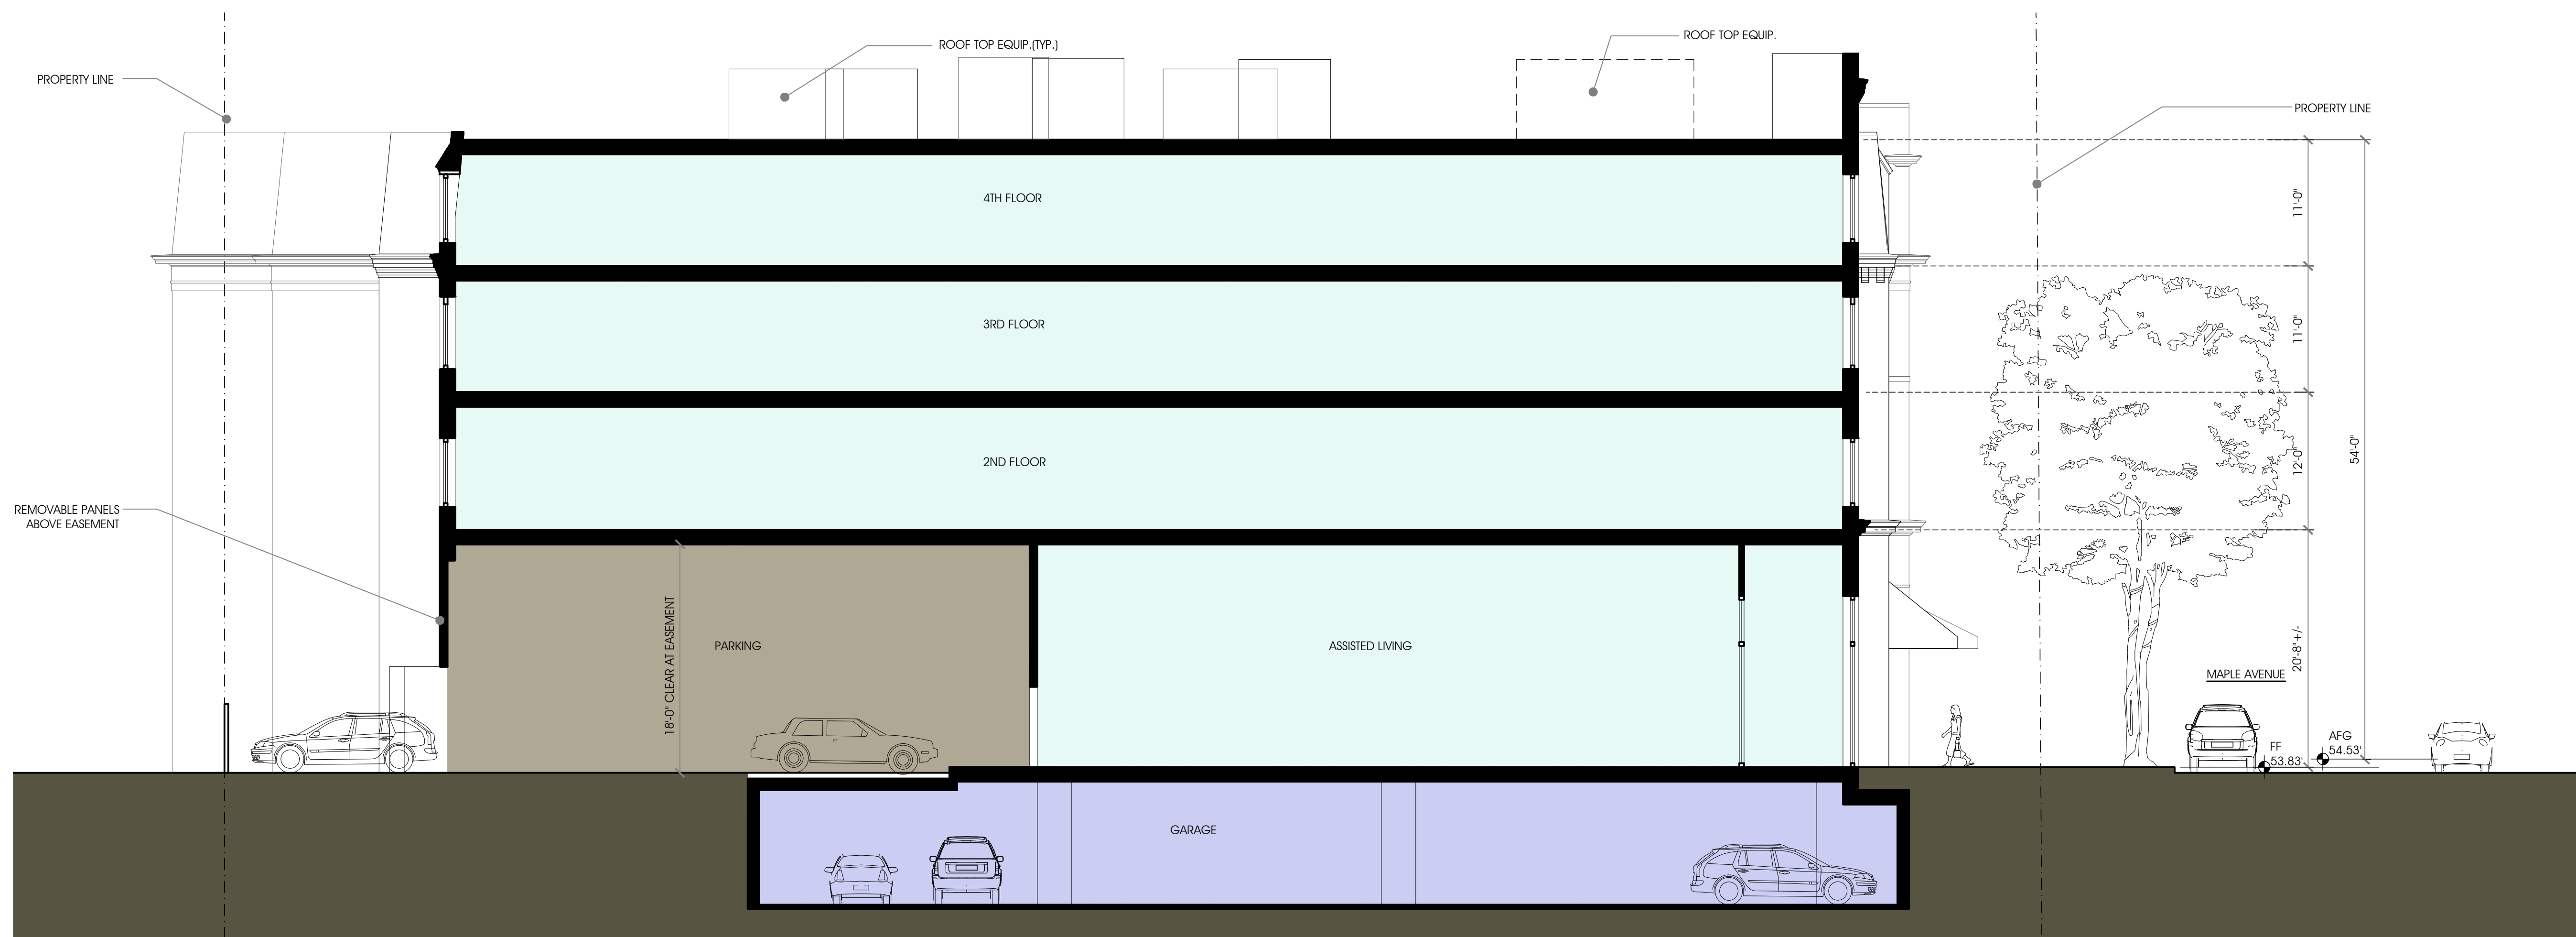 ROOF TOP EQUIP.
ROOF TOP EQUIP.(TYP.)
PROPERTY LINE
PROPERTY LINE
4TH FLOOR
11'-0"
3RD FLOOR
11'-0"
2ND FLOOR
12'-0"
54'-0"
REMOVABLE PANELS
ABOVE EASEMENT
18'-0" CLEAR AT EASEMENT
PARKING
ASSISTED LIVING
20'-8"+/-
MAPLE AVENUE
FF
53.83'
AFG
54.53'
GARAGE